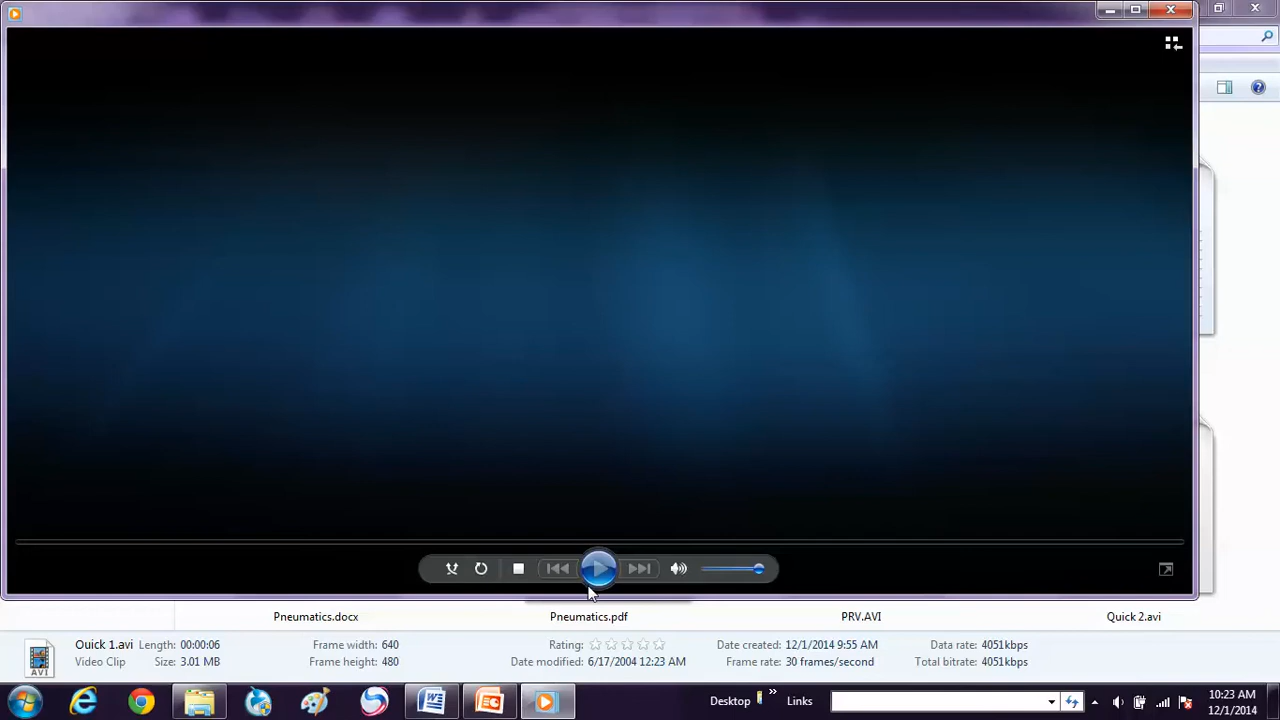 Pneumatics.docx
Pneumatics.pdf
PRV.AVI
Quick 2.avi
Quick 1.avi
Length: 00:00:06
Frame width: 640
Rating:
Date created: 12/1/2014 9:55 AM
Data rate: 4051kbps
Video Clip
Size: 3.01 MB
Frame height: 480
Date modified: 6/17/2004 12:23 AM
Frame rate: 30 frames/second
Total bitrate: 4051kbps
AVI
Desktop
Links
10:23 AM
12/1/2014